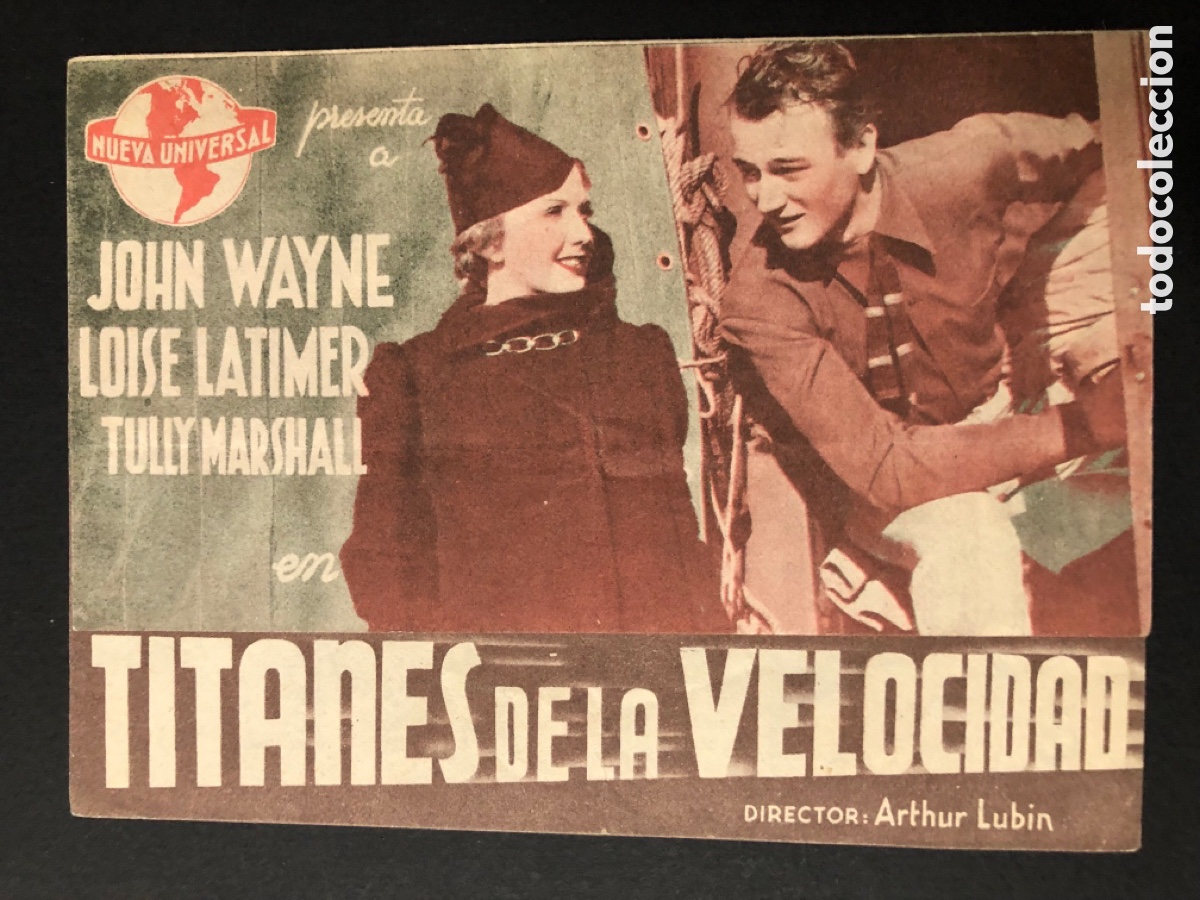 NUEVA UNIVERSAL
presenta
a
JOHN WAYNE
LOISE LATIMER
TULLY MARSHALL
en
TITANES DE LA VELOCIDAD
DIRECTOR: Arthur Lubin
todocoleccion